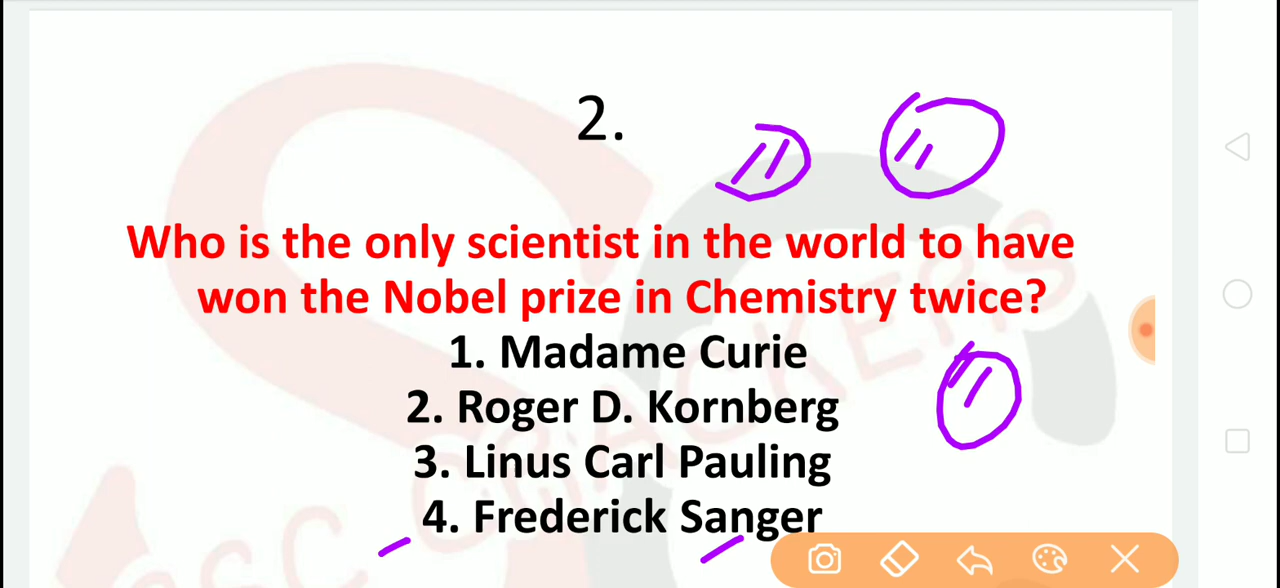 2.
Who is the only scientist in the world to have
won the Nobel prize in Chemistry twice?
1. Madame Curie
2. Roger D. Kornberg
3. Linus Carl Pauling
4. Frederick Sanger